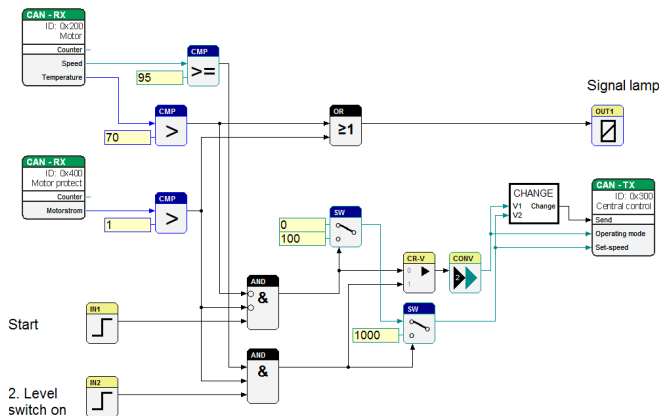 CAN - RX
ID: 0x200
Motor
Counter
Speed
Temperature
CMP
>=
95
Signal lamp
CMP
>
70
OR
≥1
OUT1
CAN - RX
ID: 0x400
Motor protect
Counter
Motorstrom
CMP
>
1
CHANGE
V1 Change
V2
CAN - TX
ID: 0x300
Central control
Send
Operating mode
Set-speed
SW
0
100
CR-V
0
1
CONV
2
AND
&
IN1
Start
SW
1000
AND
&
IN2
2. Level
switch on